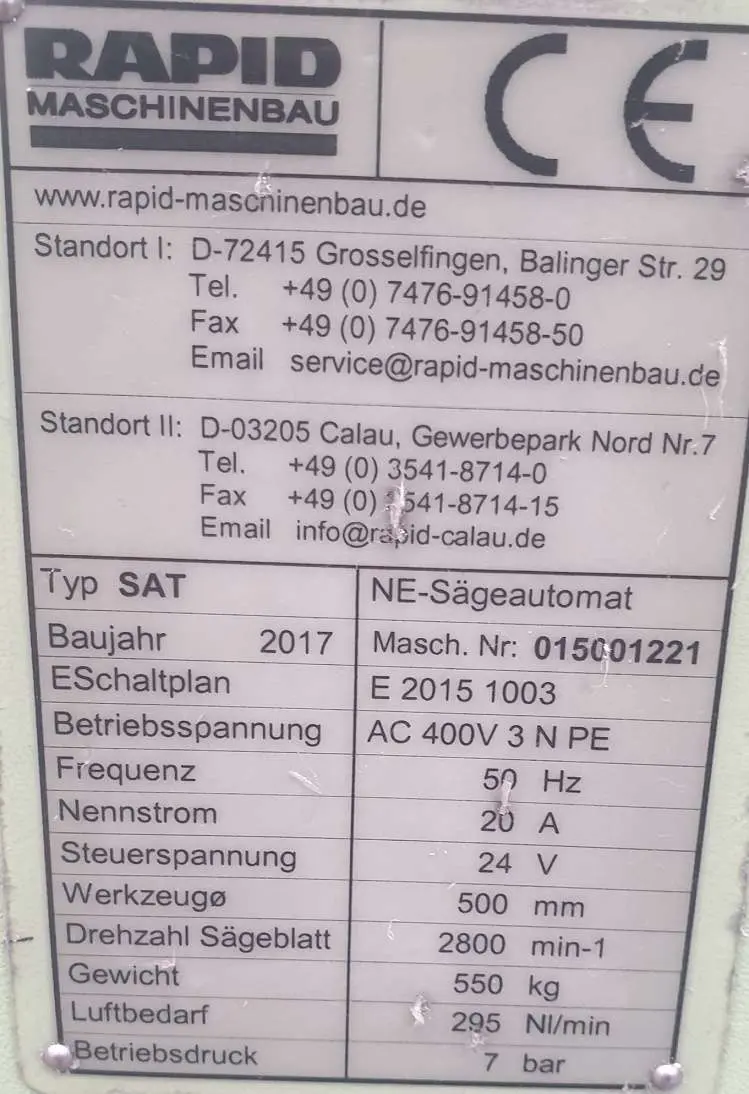 RAPID
MASCHINENBAU
CE
www.rapid-maschinenbau.de
Standort I: D-72415 Grosselfingen, Balinger Str. 29
Tel. +49 (0) 7476-91458-0
Fax +49 (0) 7476-91458-50
Email service@rapid-maschinenbau.de
Standort II: D-03205 Calau, Gewerbepark Nord Nr.7
Tel. +49 (0) 3541-8714-0
Fax +49 (0) 3541-8714-15
Email info@rapid-calau.de
Typ SAT NE-Sägeautomat
Baujahr 2017 Masch. Nr: 015001221
ESchaltplan E 2015 1003
Betriebsspannung AC 400V 3 N PE
Frequenz 50 Hz
Nennstrom 20 A
Steuerspannung 24 V
Werkzeugø 500 mm
Drehzahl Sägeblatt 2800 min-1
Gewicht 550 kg
Luftbedarf 295 Nl/min
Betriebsdruck 7 bar